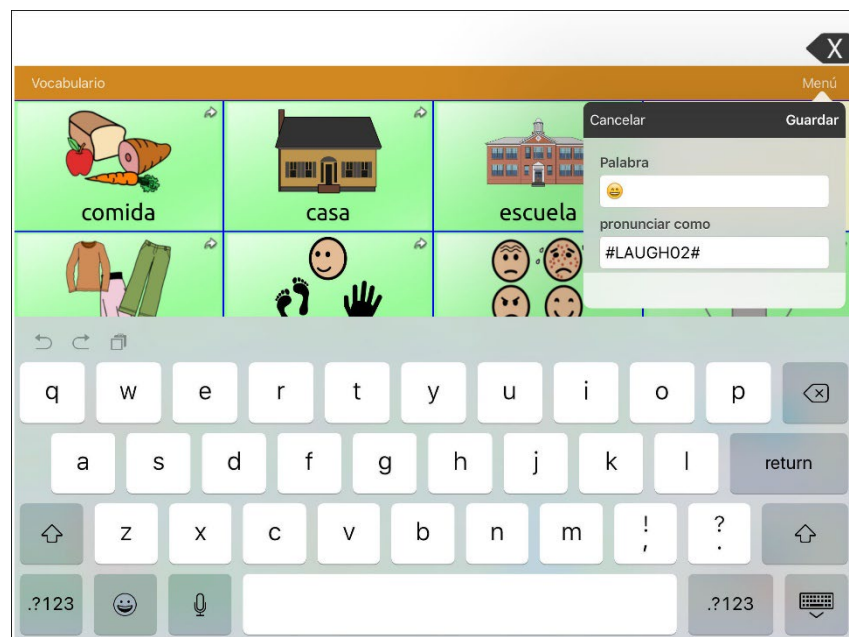 X
Vocabulario Menú
Cancelar Guardar
Palabra
😀
pronunciar como
#LAUGH02#
comida casa escuela
q w e r t y u i o p
a s d f g h j k l return
z x c v b n m ! , ? .
.?123 .?123